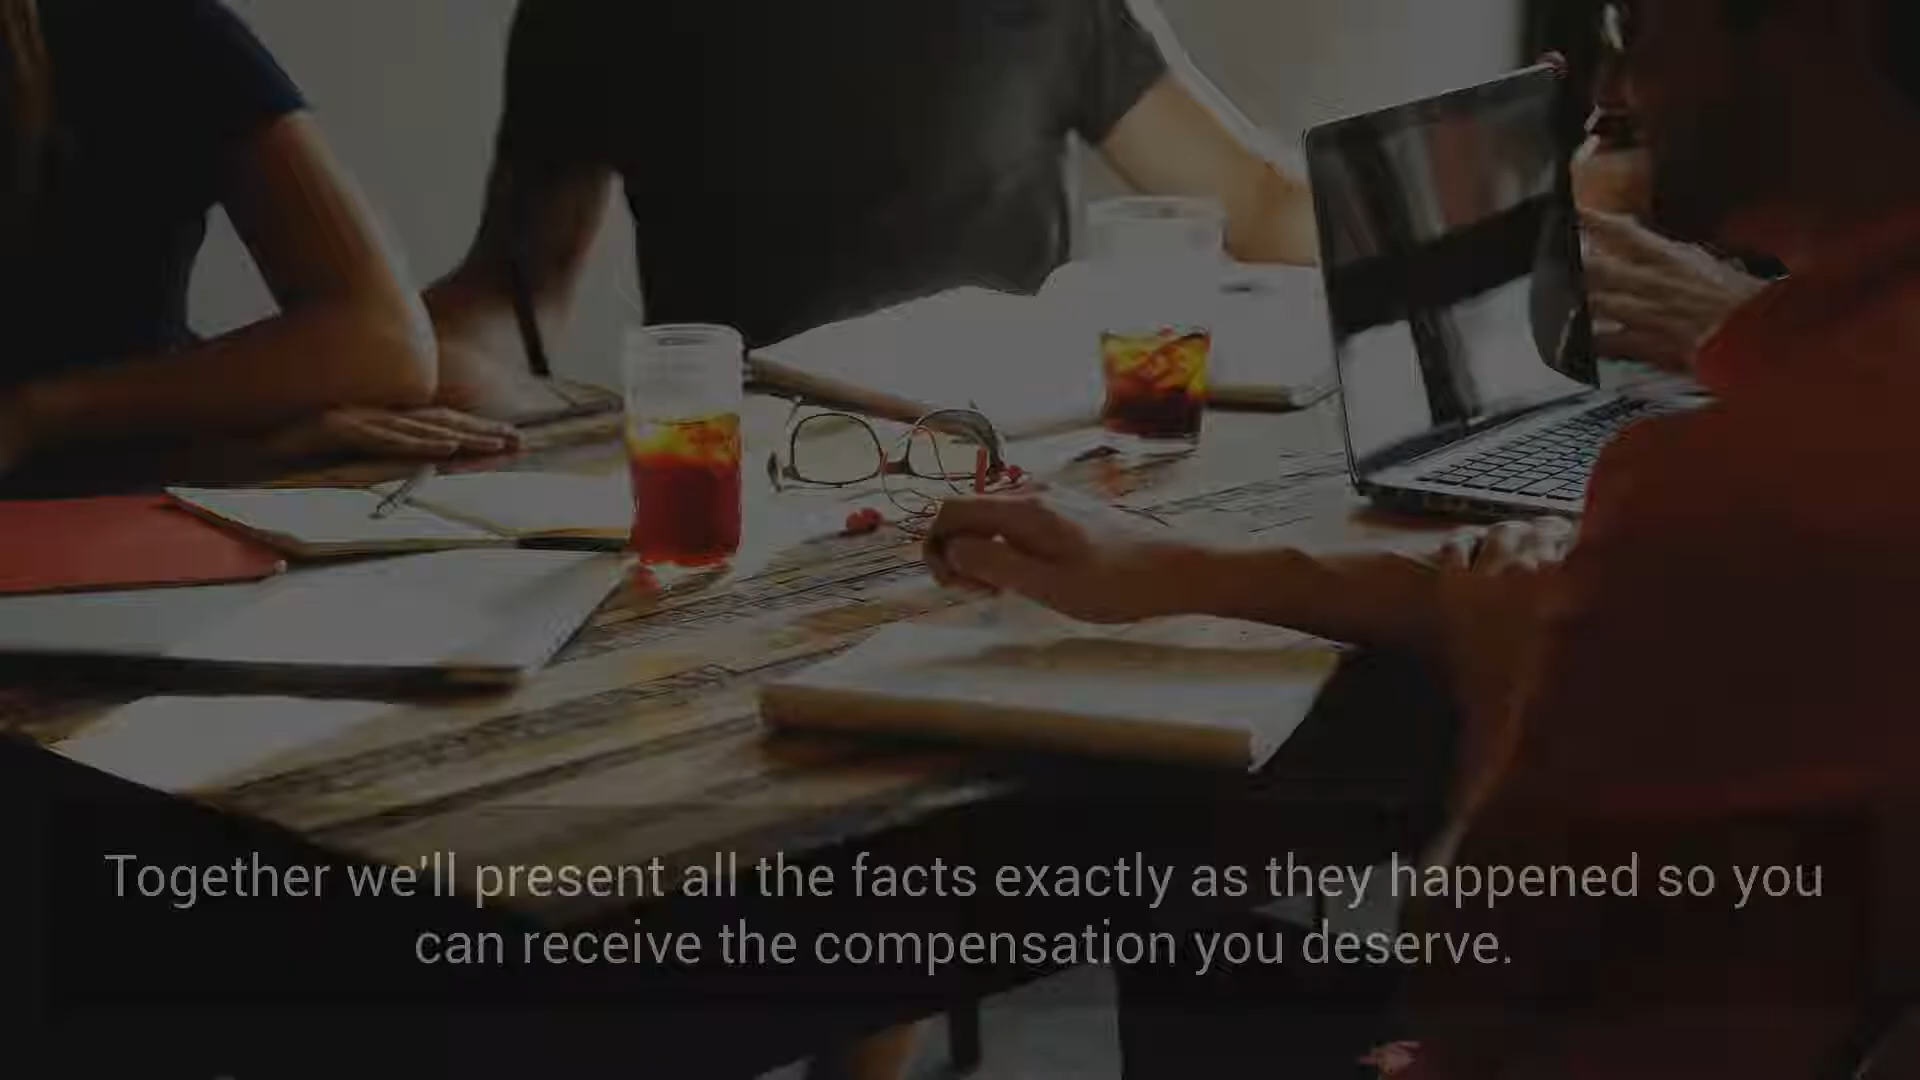 Together we'll present all the facts exactly as they happened so you
can receive the compensation you deserve.